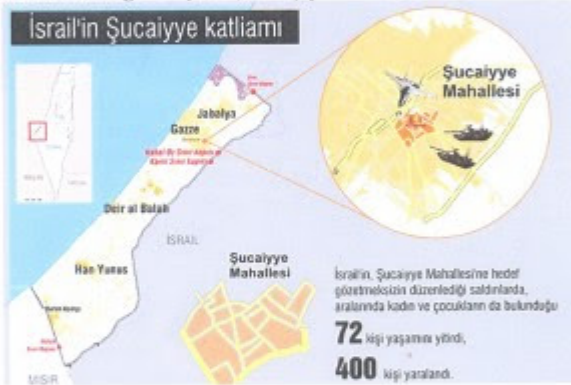 İsrail'in Şucaiyye katliamı
Şucaiyye
Mahallesi
Jabalya
Gazze
Deir al Balah
İSRAİL
Han Yunus
MISIR
Şucaiyye
Mahallesi
İsrail'in, Şucaiyye Mahallesi'ne hedef
gözetmeksizin düzenlediği saldırılarda,
aralarında kadın ve çocukların da bulunduğu
72 kişi yaşamını yitirdi,
400 kişi yaralandı.